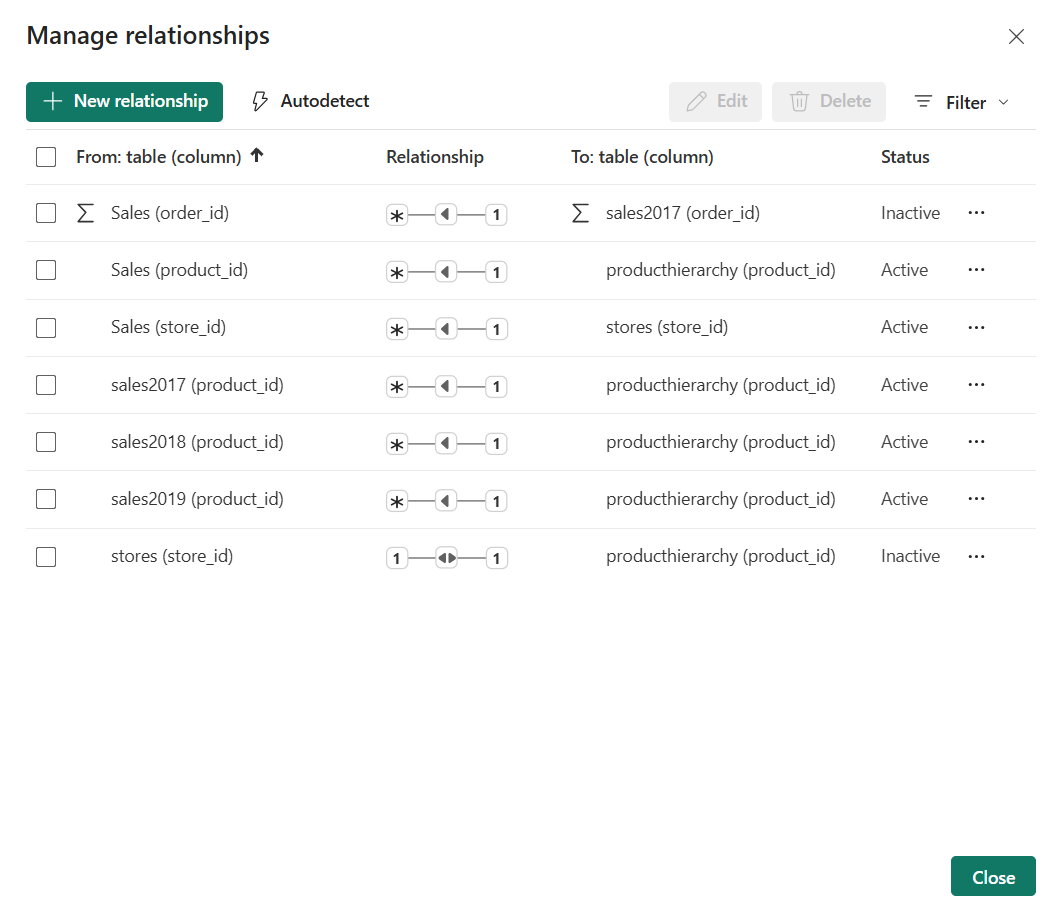 Manage relationships
New relationship Autodetect Edit Delete Filter
From: table (column) Relationship To: table (column) Status
Sales (order_id) * 1 sales2017 (order_id) Inactive
Sales (product_id) * 1 producthierarchy (product_id) Active
Sales (store_id) * 1 stores (store_id) Active
sales2017 (product_id) * 1 producthierarchy (product_id) Active
sales2018 (product_id) * 1 producthierarchy (product_id) Active
sales2019 (product_id) * 1 producthierarchy (product_id) Active
stores (store_id) 1 1 producthierarchy (product_id) Inactive
Close